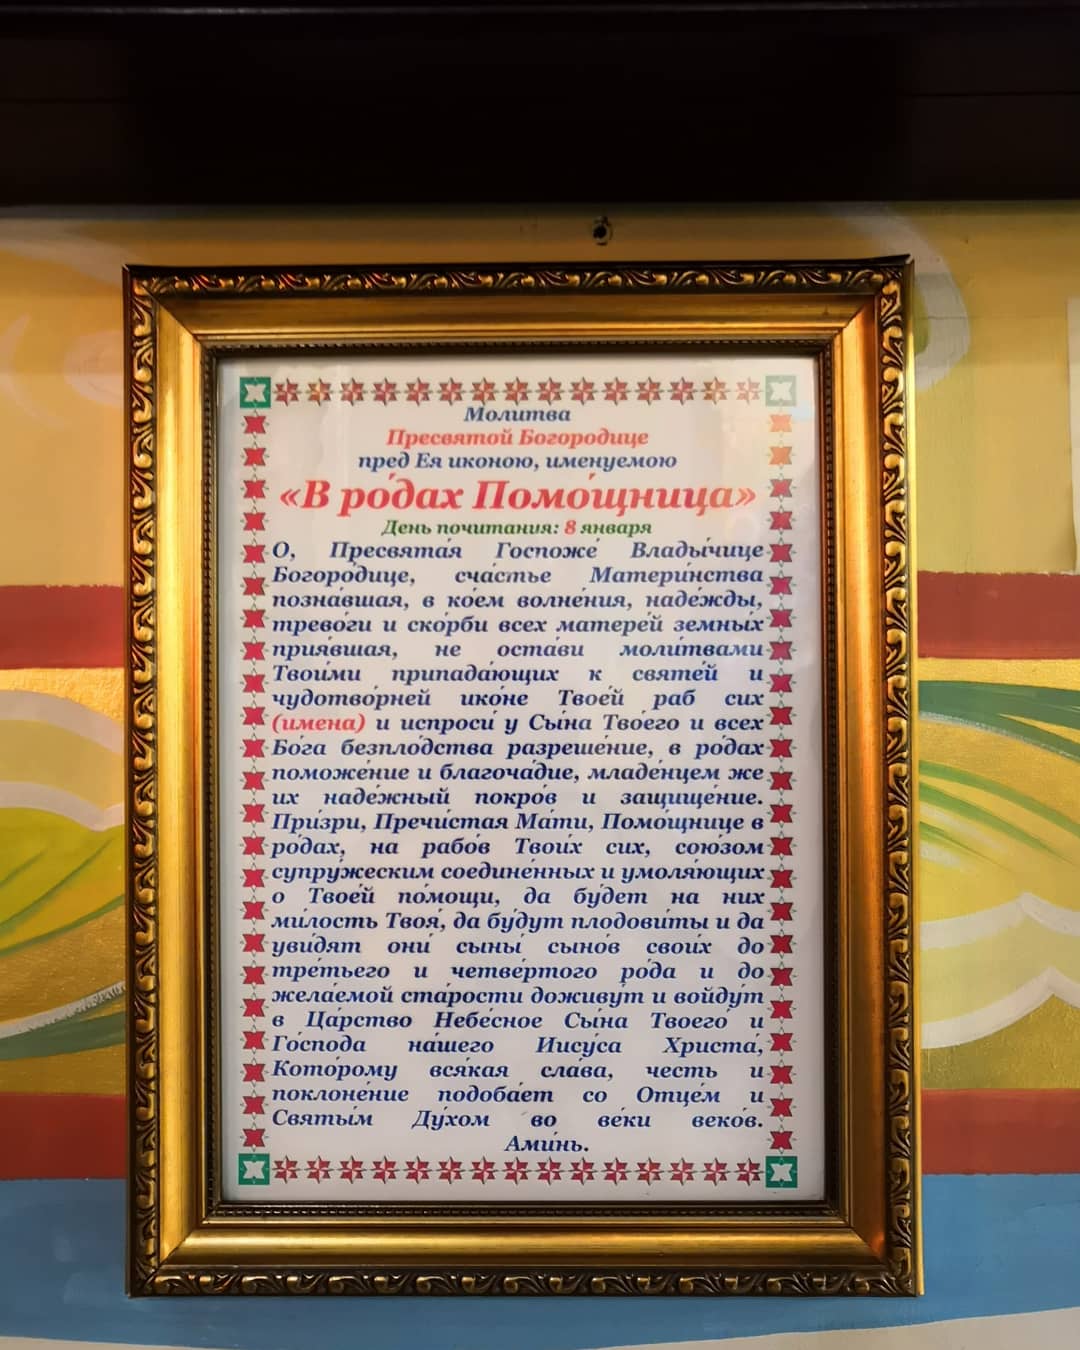 Молитва
Пресвятой Богородице
пред Ея иконою, именуемою
«В ро́дах Помо́щница»
День почитания: 8 января
О, Пресвята́я Госпоже́ Влады́чице
Богоро́дице, сча́стье Матери́нства
позна́вшая, в ко́ем волне́ния, наде́жды,
трево́ги и ско́рби всех матере́й земны́х
прия́вшая, не оста́ви моли́твами
Твои́ми припада́ющих к святе́й и
чудотво́рней ико́не Твое́й раб сих
(имена) и испроси́ у Сы́на Твоего и всех
Бо́га безпло́дства разреше́ние, в ро́дах
поможе́ние и благоча́дие, младе́нцем же
их наде́жный покро́в и защище́ние.
При́зри, Пречи́стая Ма́ти, Помо́щнице в
ро́дах, на рабо́в Твои́х сих, сою́зом
супру́жеским соедине́нных и умоля́ющих
о Твое́й по́мощи, да бу́дет на них
ми́лость Твоя́, да бу́дут плодови́ты и да
уви́дят они́ сыны́ сыно́в свои́х до
тре́тьего и четве́ртого ро́да и до
жела́емой ста́рости доживу́т и войду́т
в Ца́рство Небе́сное Сы́на Твоего́ и
Го́спода на́шего Иису́са Христа́,
Кото́рому вся́кая сла́ва, честь и
поклоне́ние подоба́ет со Отце́м и
Святы́м Ду́хом во ве́ки веко́в.
Ами́нь.